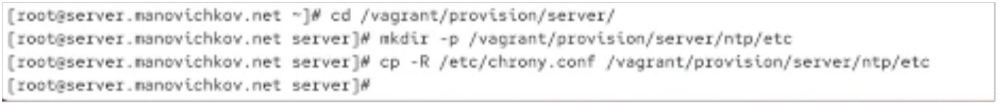 [root@server.manovichkov.net ~]# cd /vagrant/provision/server/
[root@server.manovichkov.net server]# mkdir -p /vagrant/provision/server/ntp/etc
[root@server.manovichkov.net server]# cp -R /etc/chrony.conf /vagrant/provision/server/ntp/etc
[root@server.manovichkov.net server]#